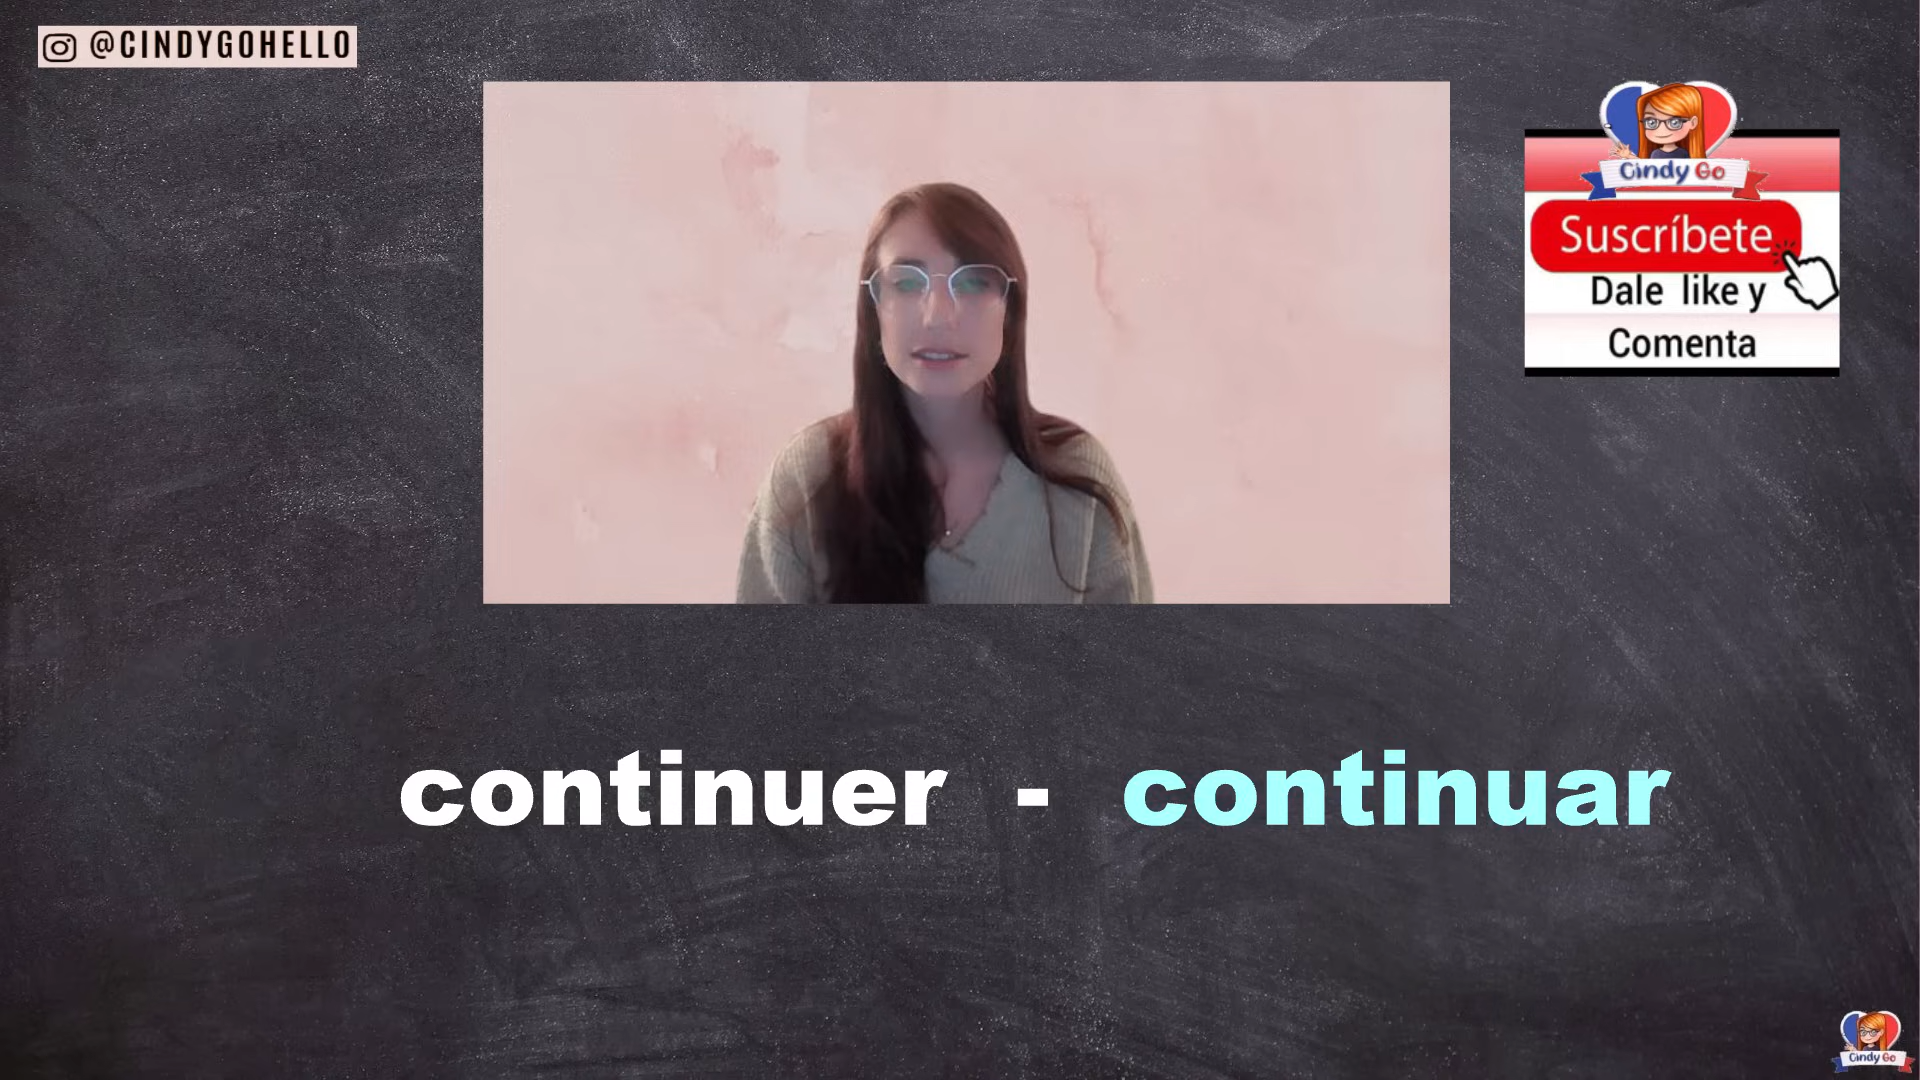 @CINDYGOHELLO
Cindy Go
Suscríbete
Dale like y
Comenta
continuer - continuar
Cindy Go